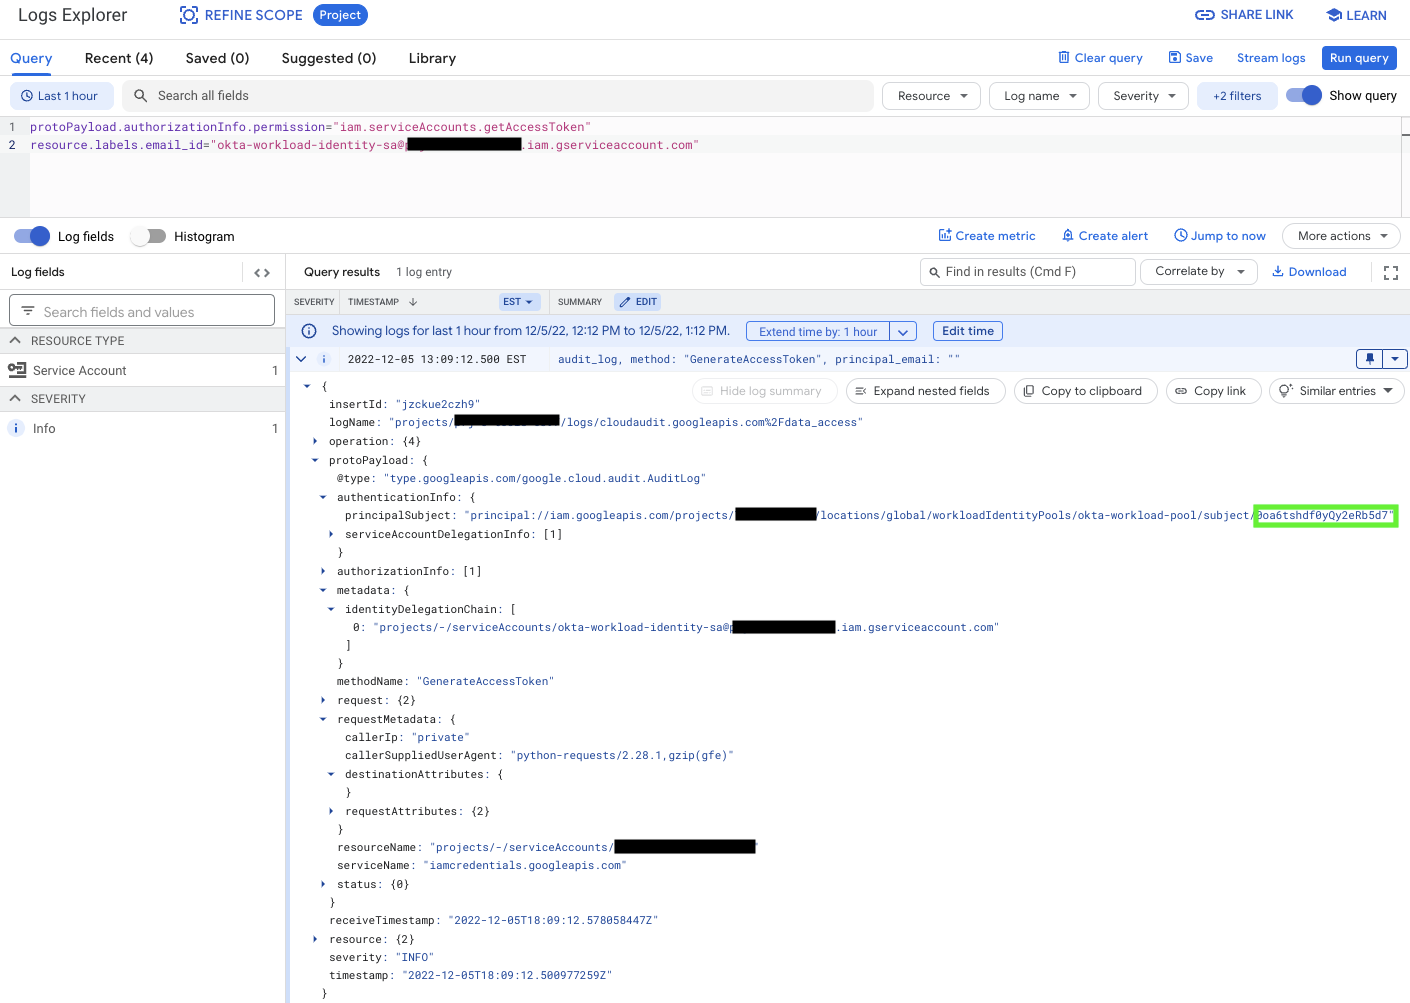 Logs Explorer REFINE SCOPE Project SHARE LINK LEARN
Query Recent (4) Saved (0) Suggested (0) Library Clear query Save Stream logs Run query
Last 1 hour Search all fields Resource Log name Severity +2 filters Show query
1 protoPayload.authorizationInfo.permission="iam.serviceAccounts.getAccessToken"
2 resource.labels.email_id="okta-workload-identity-sa@ .iam.gserviceaccount.com"
Log fields Histogram Create metric Create alert Jump to now More actions
Log fields Query results 1 log entry Find in results (Cmd F) Correlate by Download
Search fields and values
SEVERITY TIMESTAMP EST SUMMARY EDIT
RESOURCE TYPE
Service Account 1
SEVERITY
Info 1
Showing logs for last 1 hour from 12/5/22, 12:12 PM to 12/5/22, 1:12 PM. Extend time by: 1 hour Edit time
2022-12-05 13:09:12.500 EST audit_log, method: "GenerateAccessToken", principal_email: ""
{ Hide log summary Expand nested fields Copy to clipboard Copy link Similar entries
insertId: "jzckue2czh9"
logName: "projects/ /logs/cloudaudit.googleapis.com%2Fdata_access"
operation: {4}
protoPayload: {
@type: "type.googleapis.com/google.cloud.audit.AuditLog"
authenticationInfo: {
principalSubject: "principal://iam.googleapis.com/projects/ /locations/global/workloadIdentityPools/okta-workload-pool/subject/0oa6tshdf0yQy2eRb5d7"
serviceAccountDelegationInfo: [1]
}
authorizationInfo: [1]
metadata: {
identityDelegationChain: [
0: "projects/-/serviceAccounts/okta-workload-identity-sa@ .iam.gserviceaccount.com"
]
}
methodName: "GenerateAccessToken"
request: {2}
requestMetadata: {
callerIp: "private"
callerSuppliedUserAgent: "python-requests/2.28.1,gzip(gfe)"
destinationAttributes: {
}
requestAttributes: {2}
}
resourceName: "projects/-/serviceAccounts/ "
serviceName: "iamcredentials.googleapis.com"
status: {0}
}
receiveTimestamp: "2022-12-05T18:09:12.578058447Z"
resource: {2}
severity: "INFO"
timestamp: "2022-12-05T18:09:12.500977259Z"
}